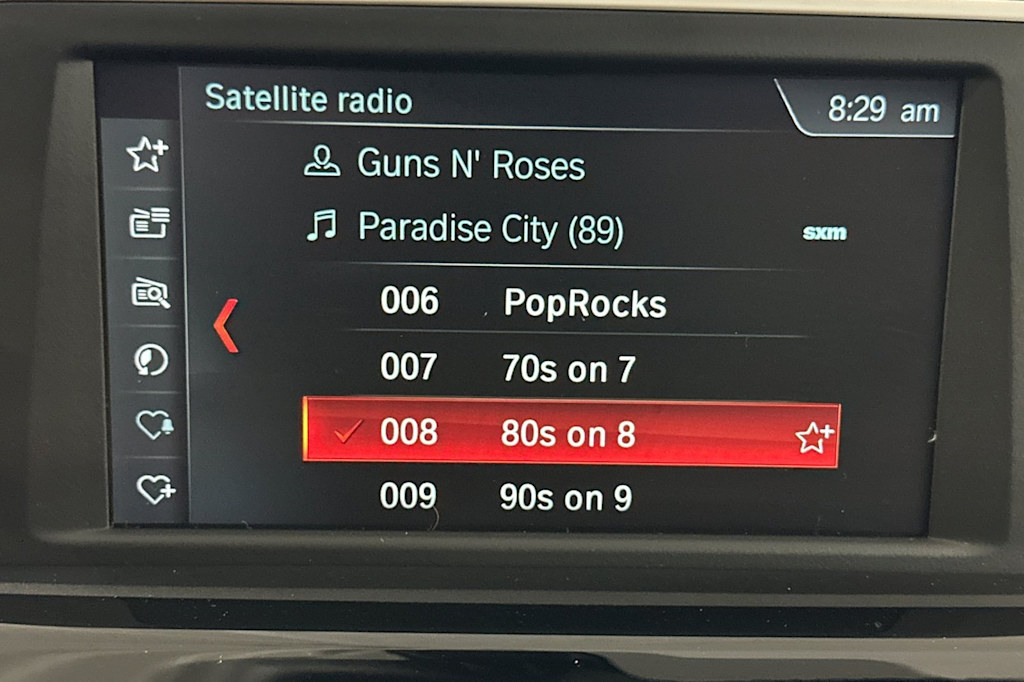 Satellite radio
8:29 am
Guns N' Roses
Paradise City (89)
sxm
006 PopRocks
007 70s on 7
008 80s on 8
009 90s on 9